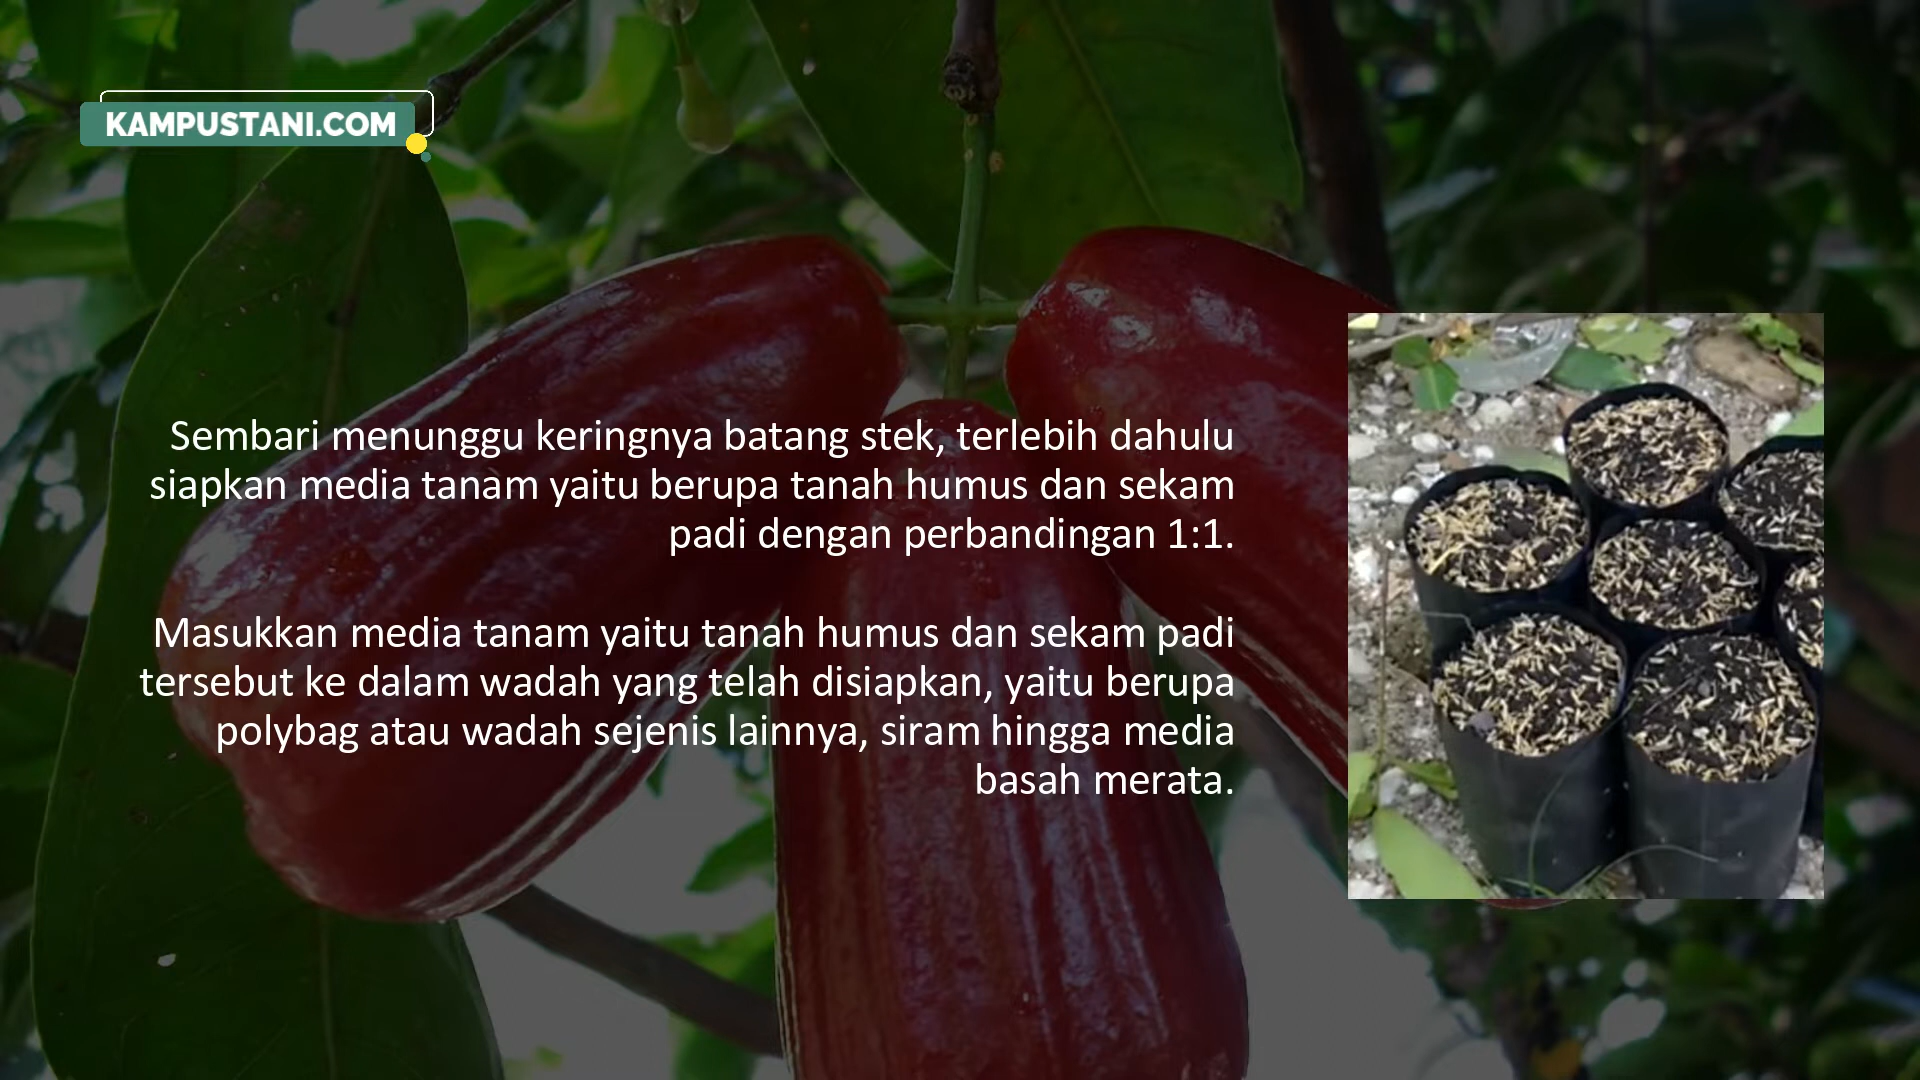 KAMPUSTANI.COM
Sembari menunggu keringnya batang stek, terlebih dahulu
siapkan media tanam yaitu berupa tanah humus dan sekam
padi dengan perbandingan 1:1.
Masukkan media tanam yaitu tanah humus dan sekam padi
tersebut ke dalam wadah yang telah disiapkan, yaitu berupa
polybag atau wadah sejenis lainnya, siram hingga media
basah merata.